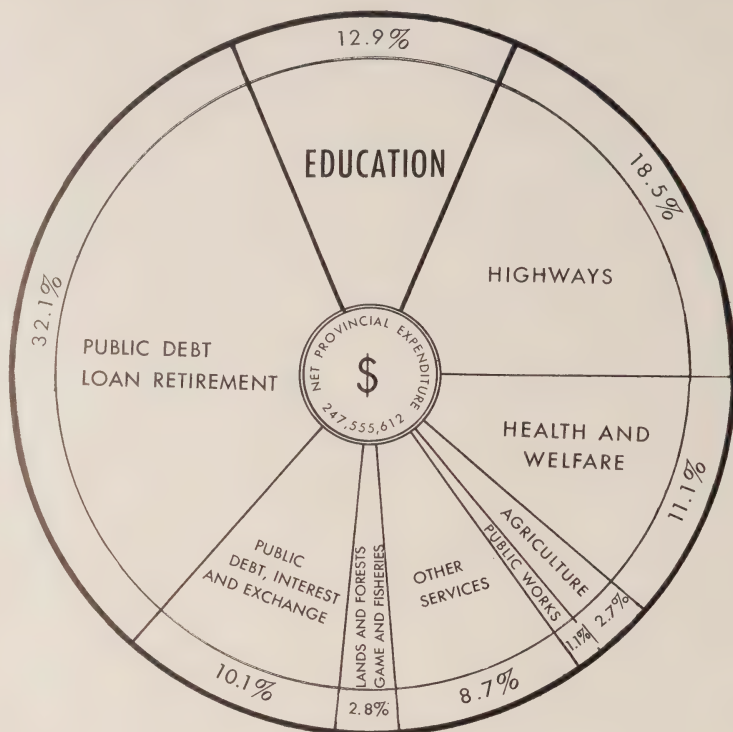 12.9%
EDUCATION
18.5%
HIGHWAYS
11.1%
HEALTH AND
WELFARE
2.7%
AGRICULTURE
1.1%
PUBLIC WORKS
8.7%
OTHER
SERVICES
2.8%
LANDS AND FORESTS
GAME AND FISHERIES
10.1%
PUBLIC
DEBT, INTEREST
AND EXCHANGE
32.1%
PUBLIC DEBT
LOAN RETIREMENT
NET PROVINCIAL EXPENDITURE
$
247,555,612